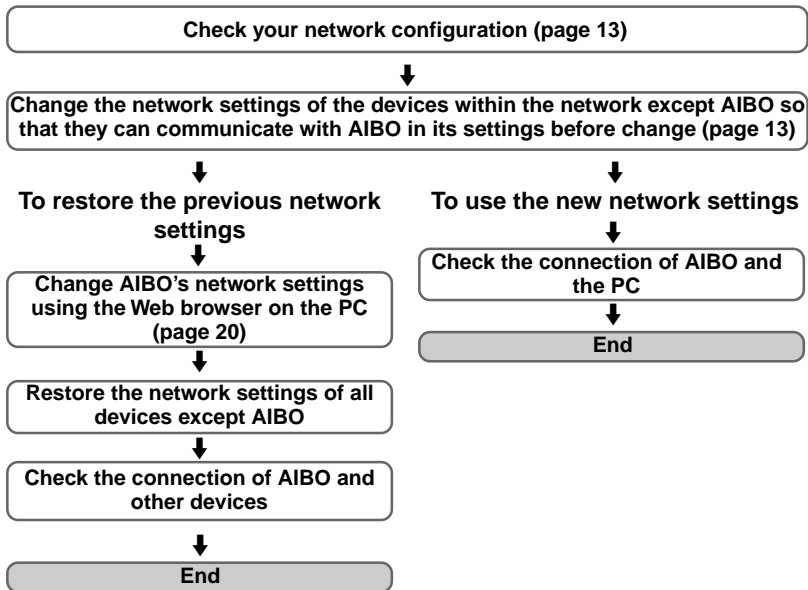 Check your network configuration (page 13)
Change the network settings of the devices within the network except AIBO so
that they can communicate with AIBO in its settings before change (page 13)
To restore the previous network
settings
Change AIBO’s network settings
using the Web browser on the PC
(page 20)
Restore the network settings of all
devices except AIBO
Check the connection of AIBO and
other devices
End
To use the new network settings
Check the connection of AIBO and
the PC
End